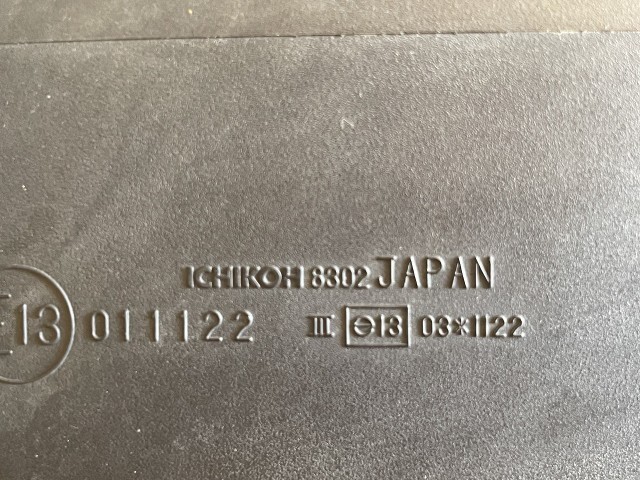 ICHIKOH 8302 JAPAN
E13 011122 III e13 03*1122